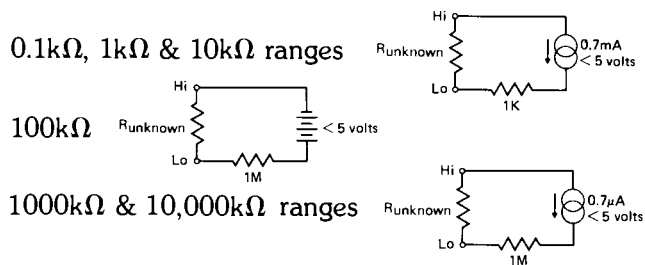 0.1kΩ, 1kΩ & 10kΩ ranges
Hi
Runknown
0.7mA
< 5 volts
Lo
1K
100kΩ
Hi
Runknown
< 5 volts
Lo
1M
1000kΩ & 10,000kΩ ranges
Hi
Runknown
0.7μA
< 5 volts
Lo
1M